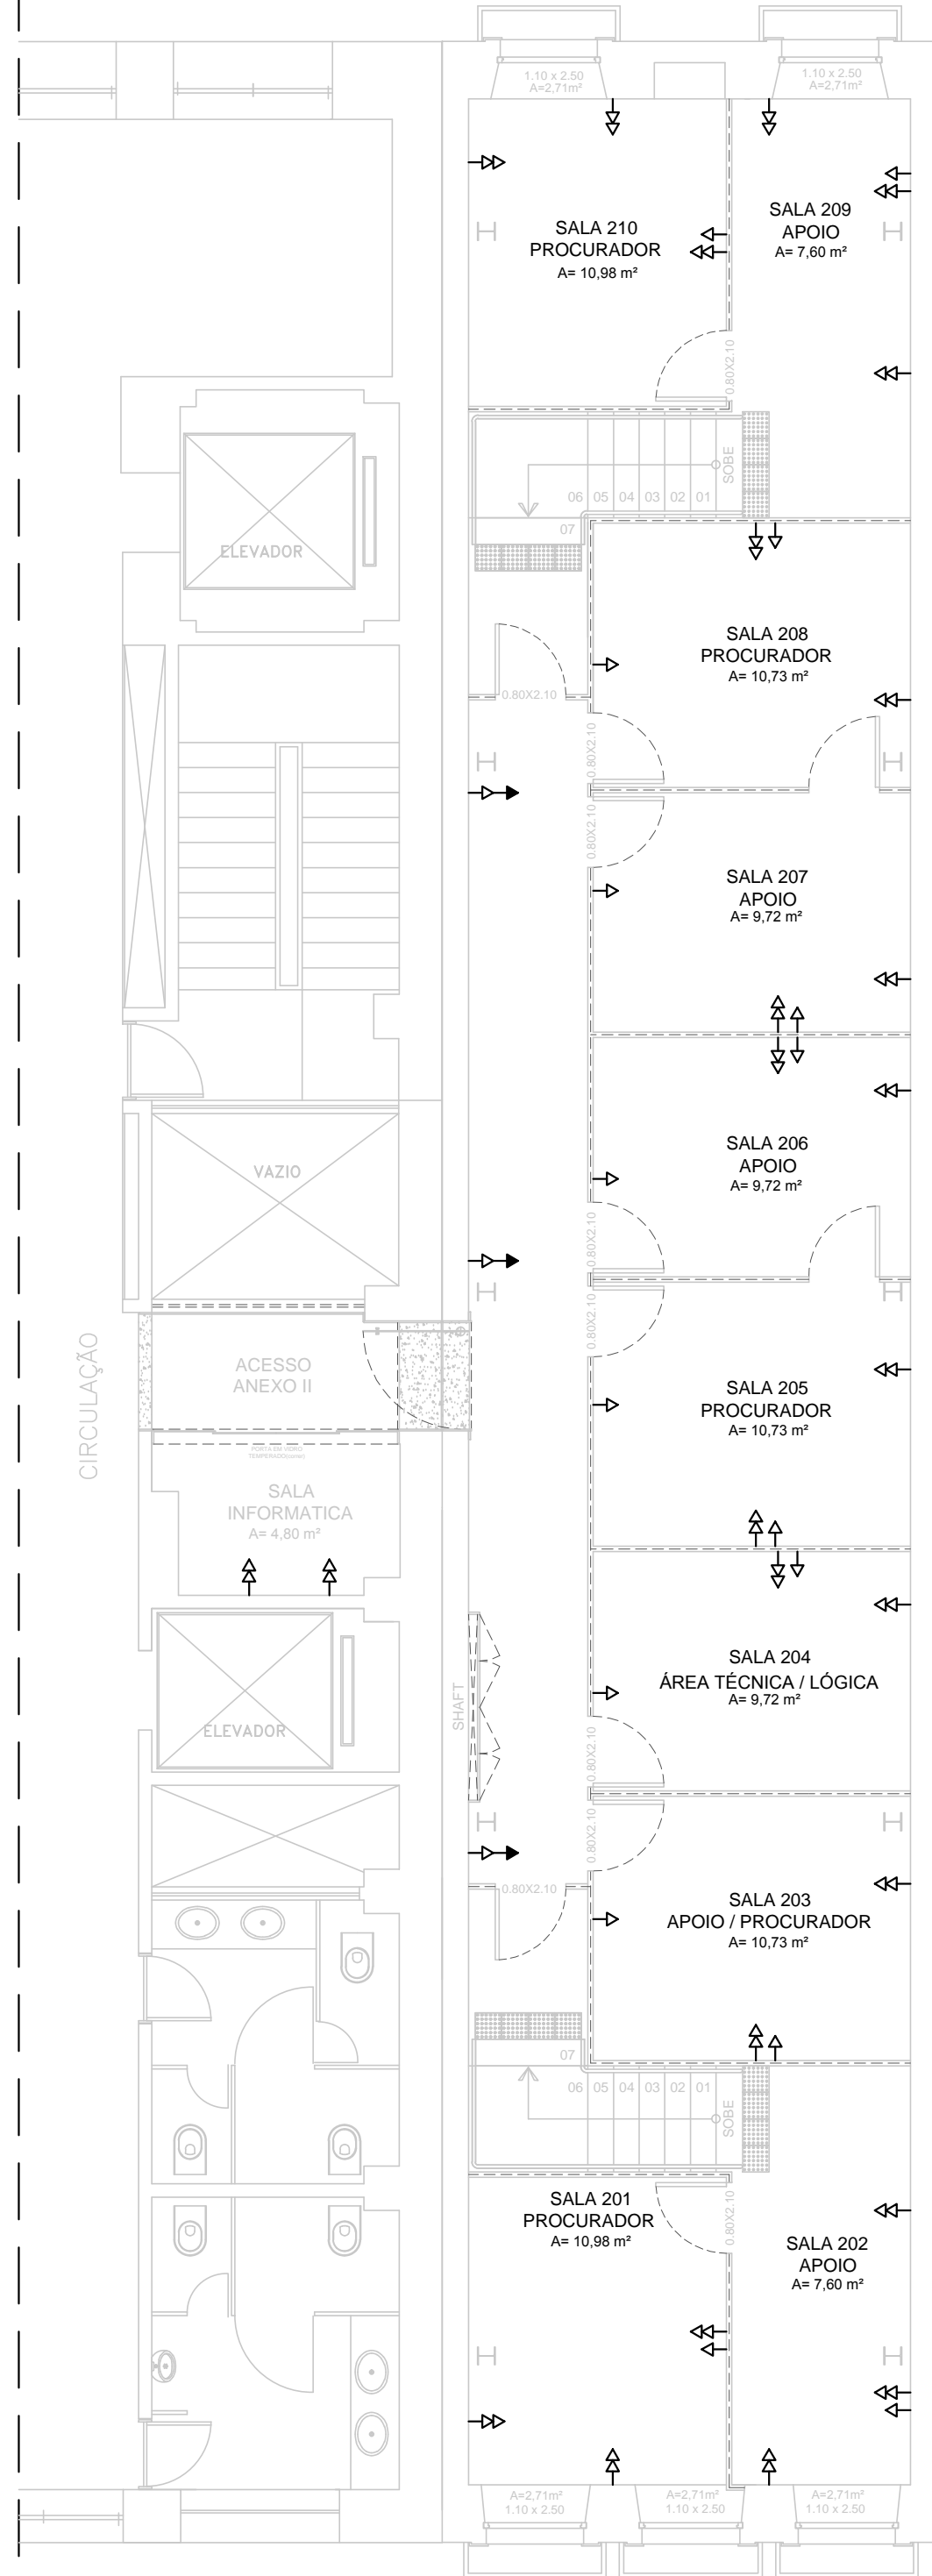 1.10 x 2.50
A=2,71m²
1.10 x 2.50
A=2,71m²
SALA 210
PROCURADOR
A= 10,98 m²
SALA 209
APOIO
A= 7,60 m²
0.80X2.10
SOBE
06 05 04 03 02 01
07
ELEVADOR
SALA 208
PROCURADOR
A= 10,73 m²
0.80X2.10
0.80X2.10
0.80X2.10
SALA 207
APOIO
A= 9,72 m²
SALA 206
APOIO
A= 9,72 m²
VAZIO
0.80X2.10
0.80X2.10
CIRCULAÇÃO
ACESSO
ANEXO II
SALA 205
PROCURADOR
A= 10,73 m²
PORTA EM VIDRO
SALA
INFORMATICA
A= 4,80 m²
SALA 204
ÁREA TÉCNICA / LÓGICA
A= 9,72 m²
SHAFT
ELEVADOR
0.80X2.10
0.80X2.10
0.80X2.10
SALA 203
APOIO / PROCURADOR
A= 10,73 m²
07
06 05 04 03 02 01
SOBE
SALA 201
PROCURADOR
A= 10,98 m²
0.80X2.10
SALA 202
APOIO
A= 7,60 m²
A=2,71m²
1.10 x 2.50
A=2,71m²
1.10 x 2.50
A=2,71m²
1.10 x 2.50